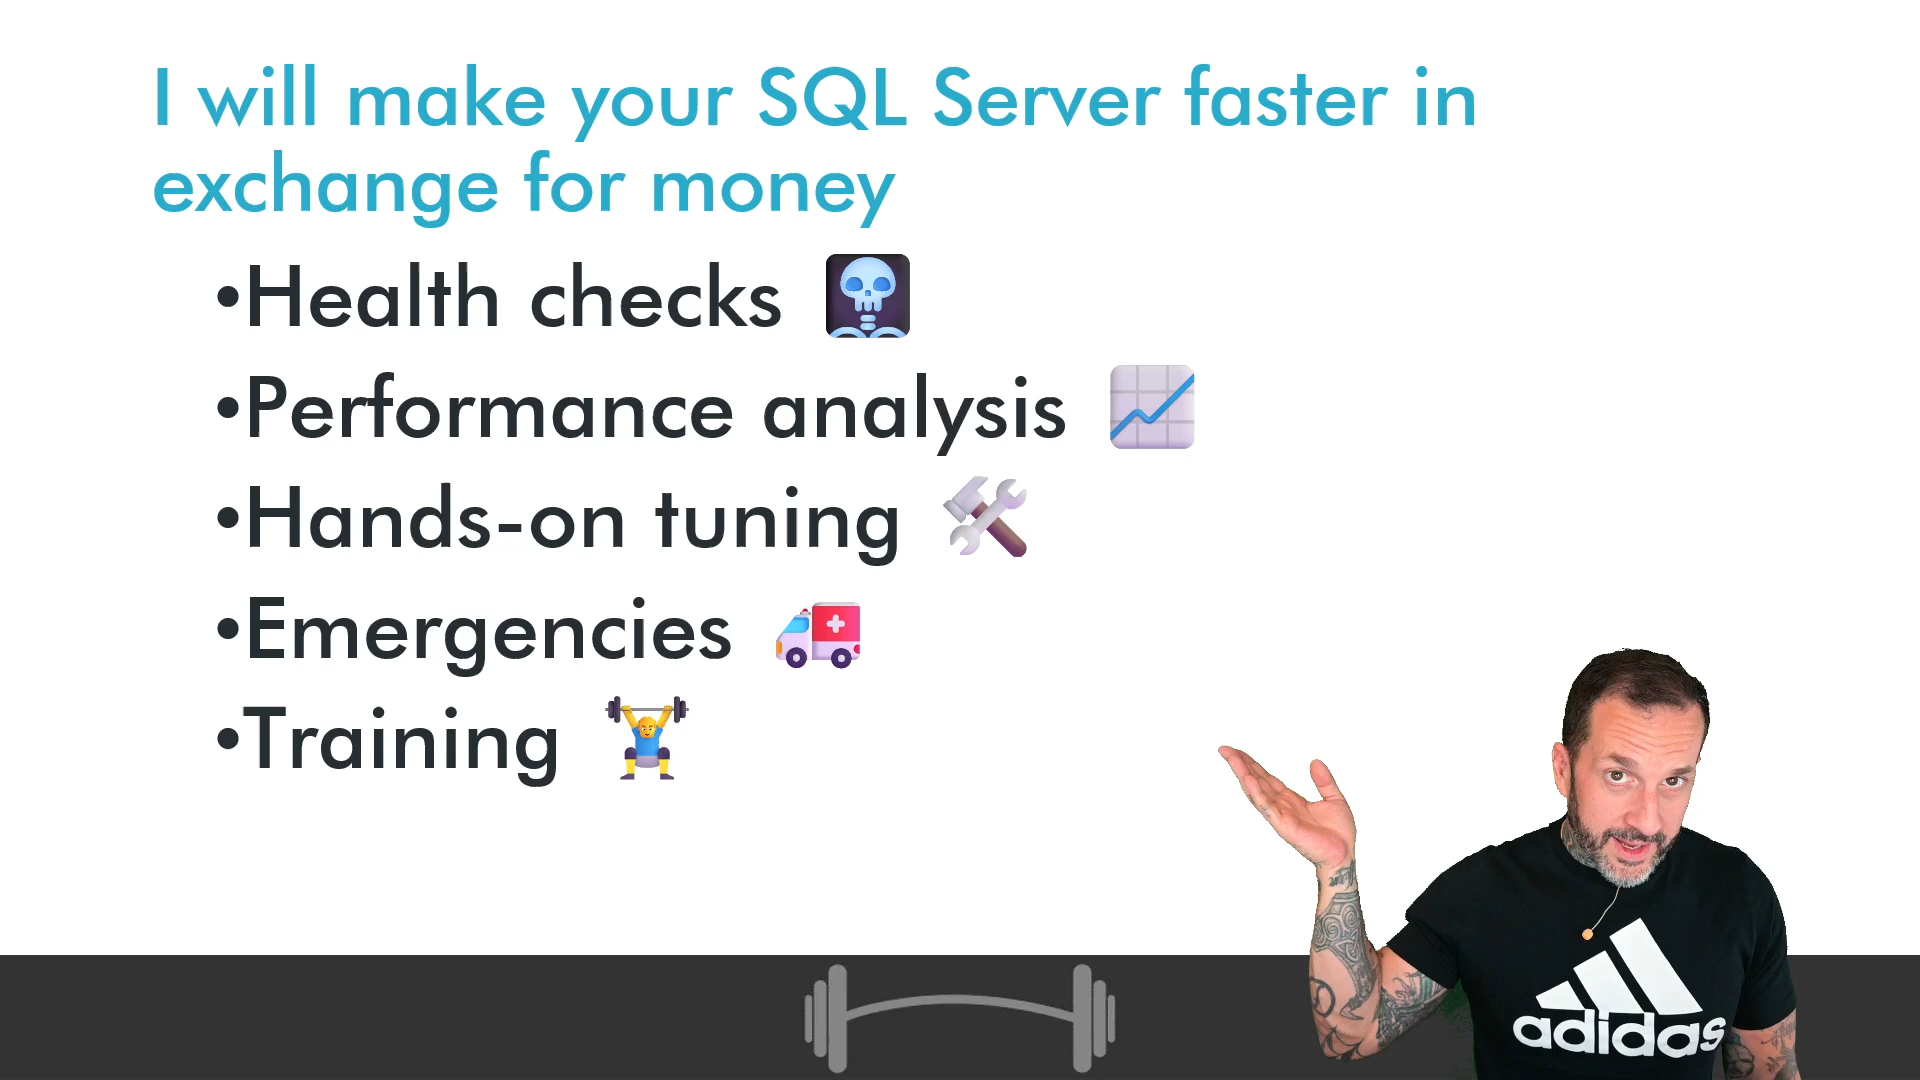 I will make your SQL Server faster in
exchange for money
•Health checks
•Performance analysis
•Hands-on tuning
•Emergencies
•Training
adidas